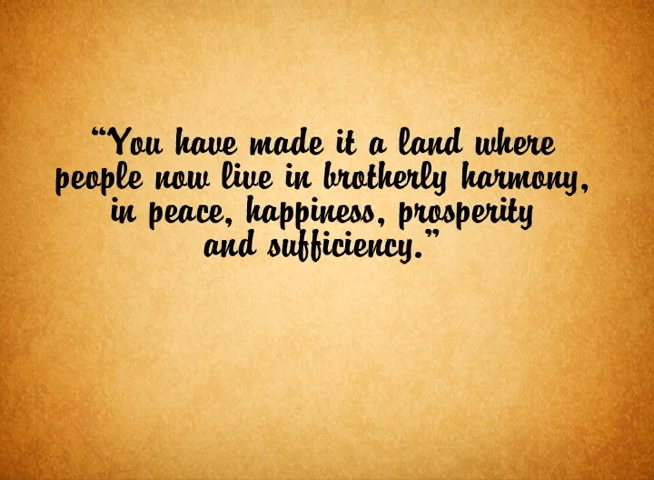 “You have made it a land where
people now live in brotherly harmony,
in peace, happiness, prosperity
and sufficiency.”